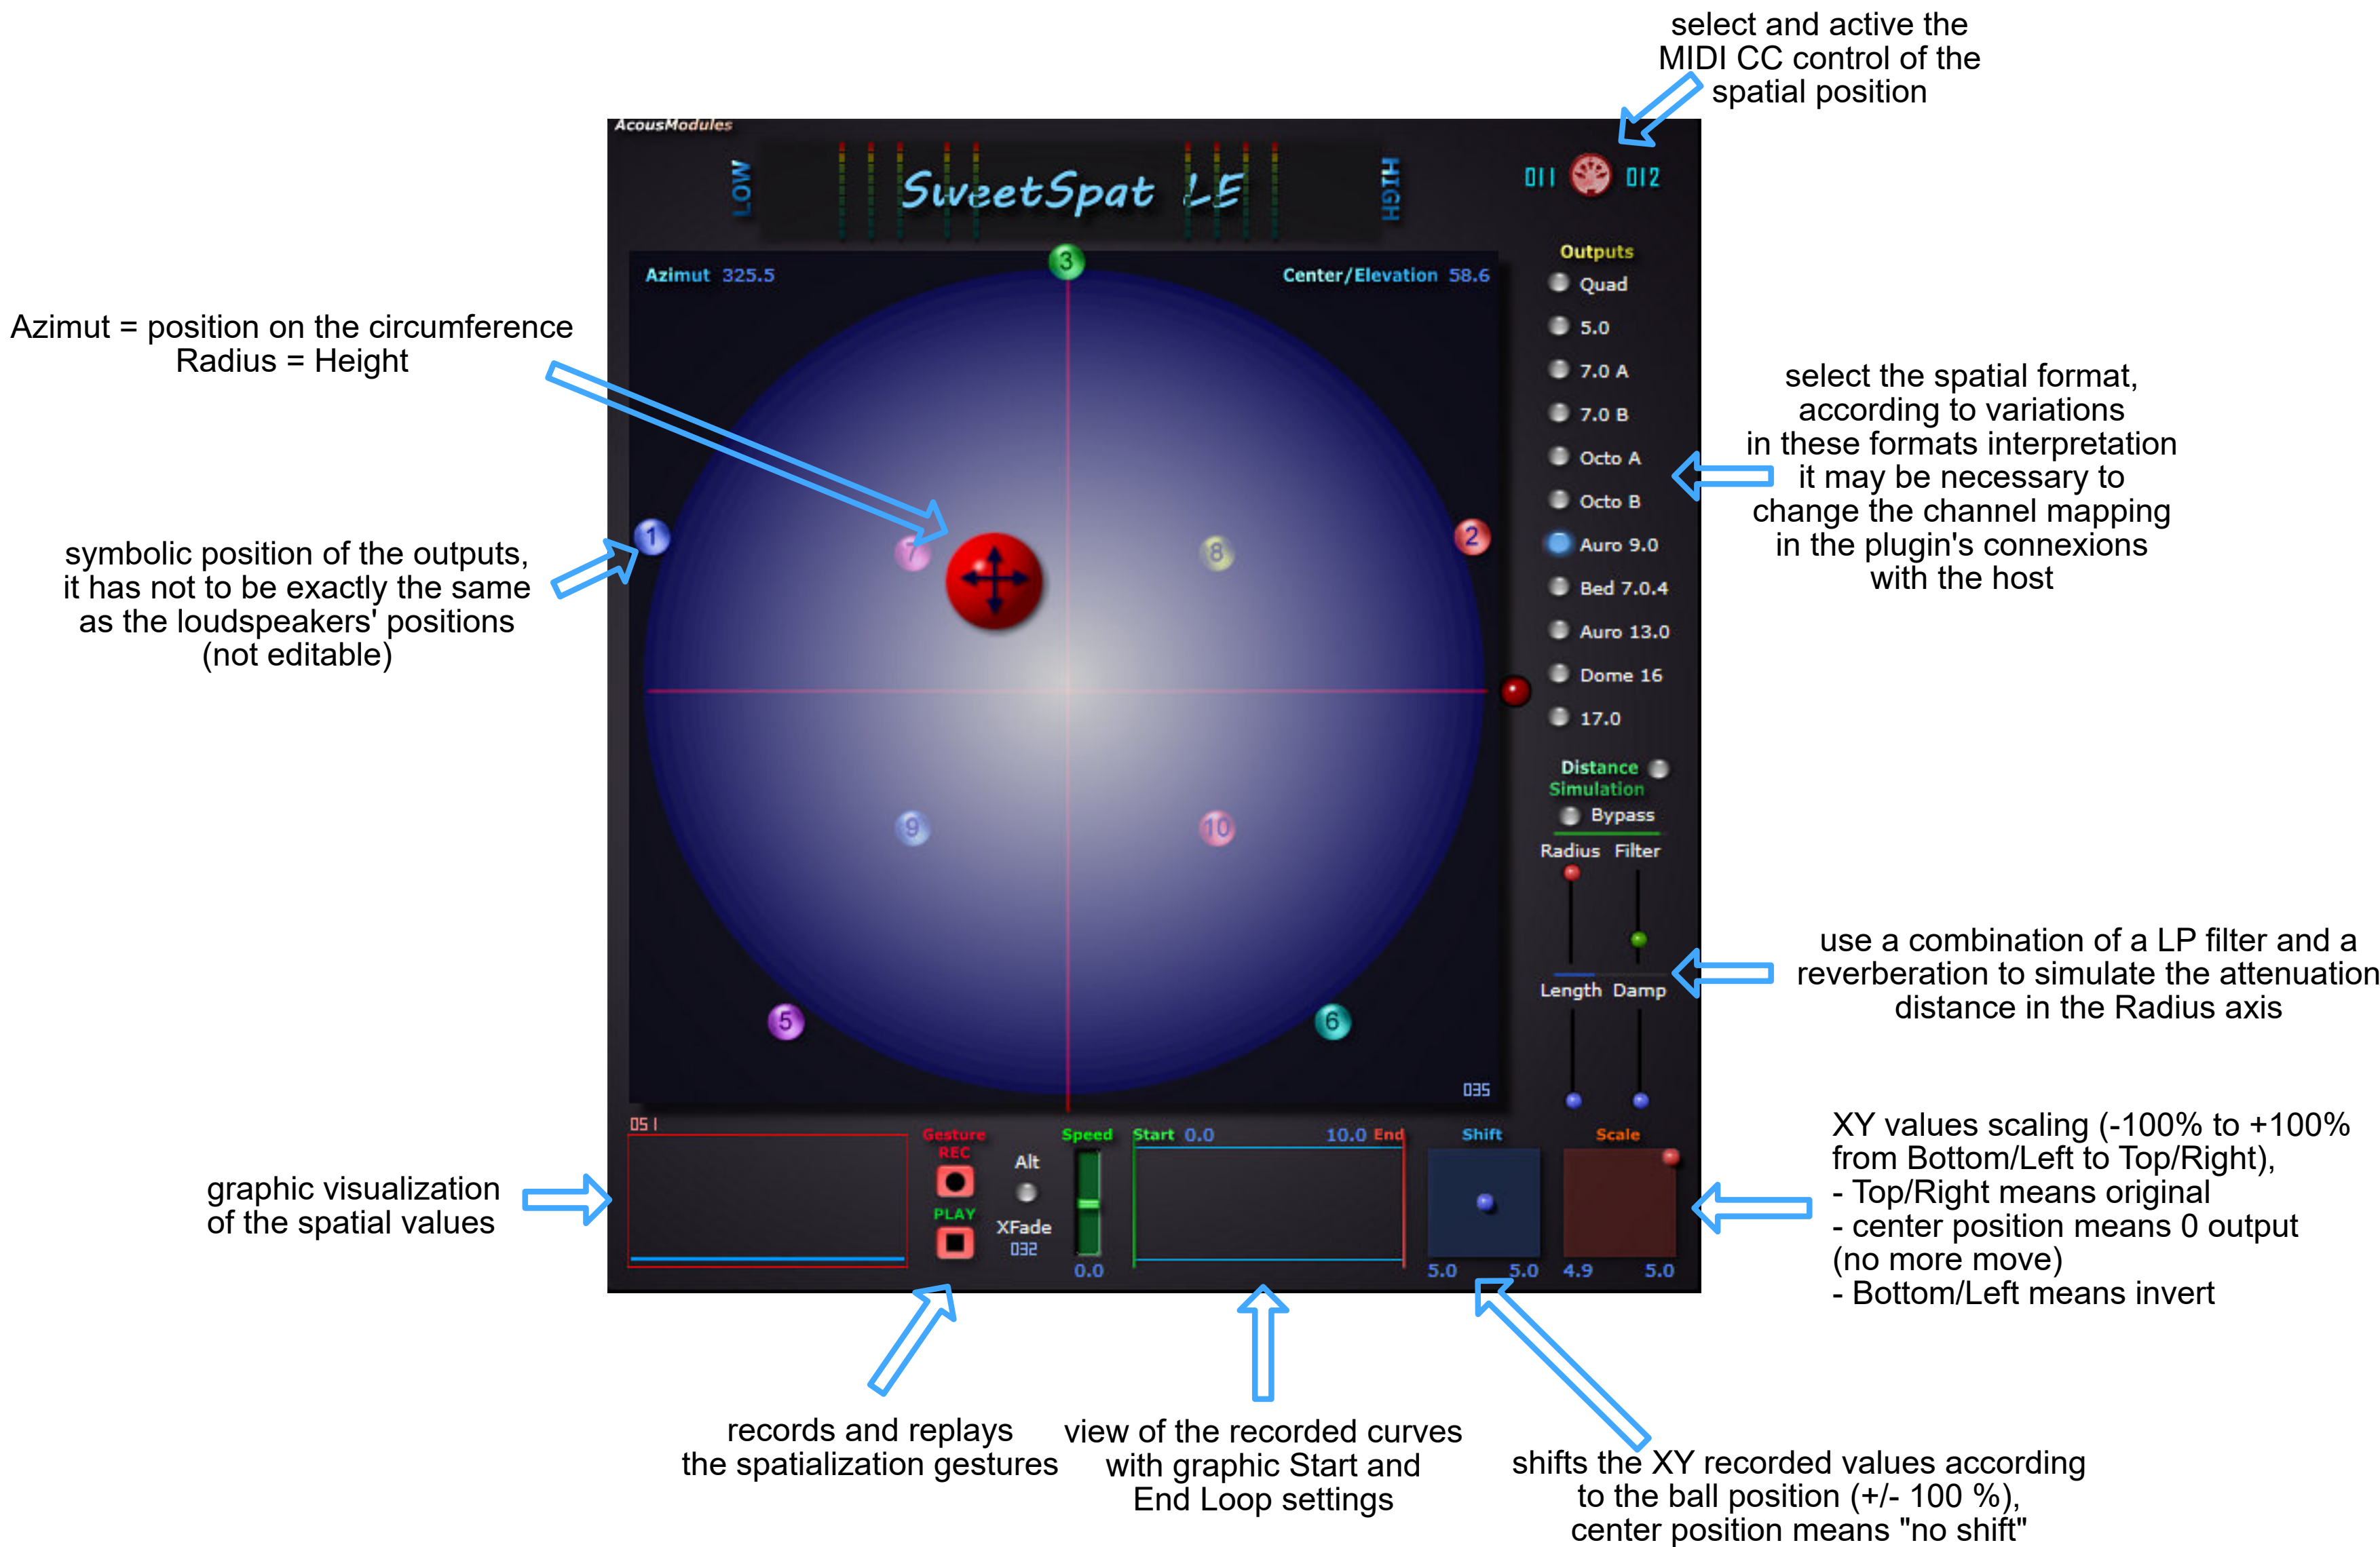 select and active the
MIDI CC control of the
spatial position
AcousModules
LOW
SweetSpat LE
HIGH
011
012
Azimut 325.5
Center/Elevation 58.6
3
Outputs
Quad
5.0
7.0 A
7.0 B
Octo A
Octo B
Auro 9.0
Bed 7.0.4
Auro 13.0
Dome 16
17.0
Azimut = position on the circumference
Radius = Height
1
7
8
2
symbolic position of the outputs,
it has not to be exactly the same
as the loudspeakers' positions
(not editable)
select the spatial format,
according to variations
in these formats interpretation
it may be necessary to
change the channel mapping
in the plugin's connexions
with the host
Distance
Simulation
Bypass
Radius Filter
Length Damp
9
10
5
6
035
use a combination of a LP filter and a
reverberation to simulate the attenuation
distance in the Radius axis
051
Gesture
REC
PLAY
Alt
XFade
032
Speed
0.0
Start 0.0
10.0 End
Shift
5.0 5.0
Scale
4.9 5.0
XY values scaling (-100% to +100%
from Bottom/Left to Top/Right),
- Top/Right means original
- center position means 0 output
(no more move)
- Bottom/Left means invert
graphic visualization
of the spatial values
records and replays
the spatialization gestures
view of the recorded curves
with graphic Start and
End Loop settings
shifts the XY recorded values according
to the ball position (+/- 100 %),
center position means "no shift"